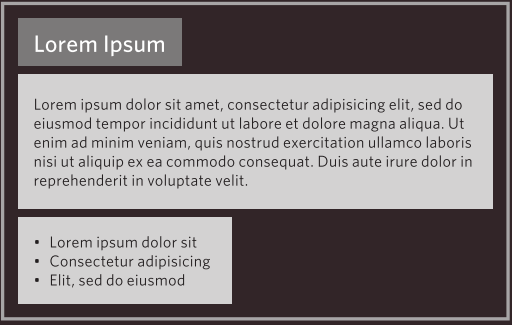 Lorem Ipsum
Lorem ipsum dolor sit amet, consectetur adipisicing elit, sed do
eiusmod tempor incididunt ut labore et dolore magna aliqua. Ut
enim ad minim veniam, quis nostrud exercitation ullamco laboris
nisi ut aliquip ex ea commodo consequat. Duis aute irure dolor in
reprehenderit in voluptate velit.
• Lorem ipsum dolor sit
• Consectetur adipisicing
• Elit, sed do eiusmod